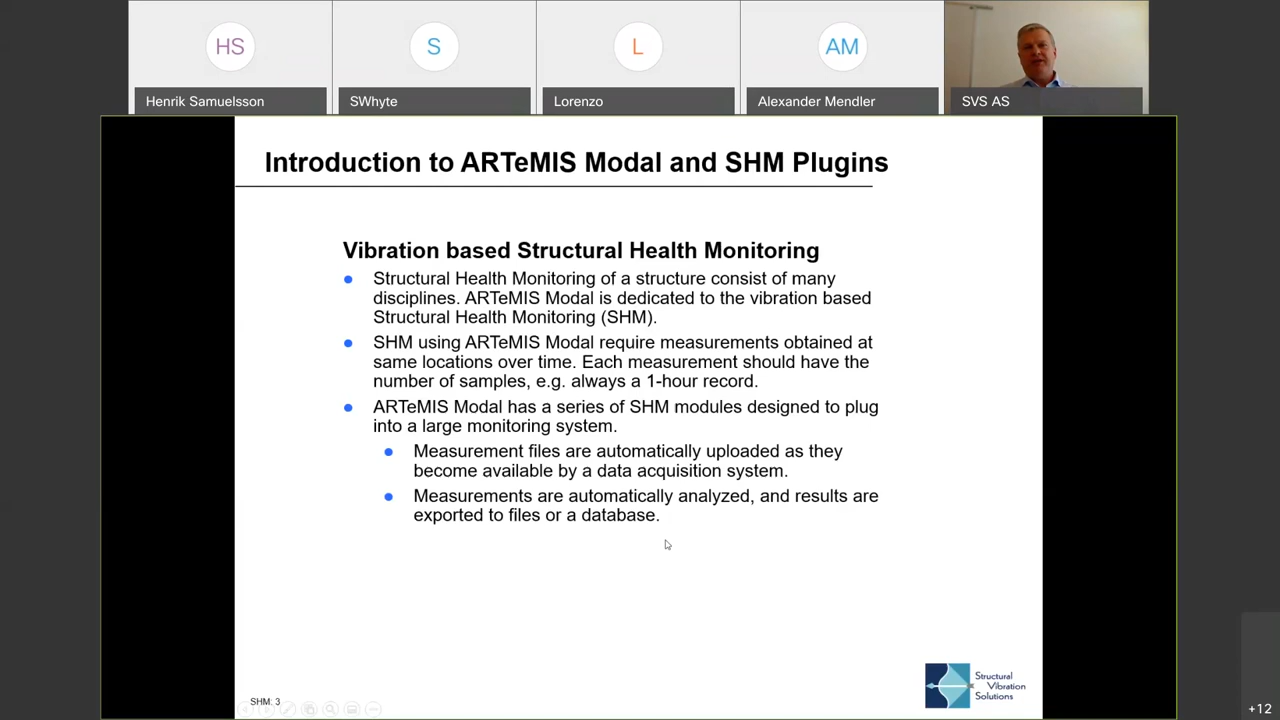 HS
S
L
AM
Henrik Samuelsson
SWhyte
Lorenzo
Alexander Mendler
SVS AS
Introduction to ARTeMIS Modal and SHM Plugins
Vibration based Structural Health Monitoring
Structural Health Monitoring of a structure consist of many
disciplines. ARTeMIS Modal is dedicated to the vibration based
Structural Health Monitoring (SHM).
SHM using ARTeMIS Modal require measurements obtained at
same locations over time. Each measurement should have the
number of samples, e.g. always a 1-hour record.
ARTeMIS Modal has a series of SHM modules designed to plug
into a large monitoring system.
Measurement files are automatically uploaded as they
become available by a data acquisition system.
Measurements are automatically analyzed, and results are
exported to files or a database.
Structural
Vibration
Solutions
SHM: 3
+12